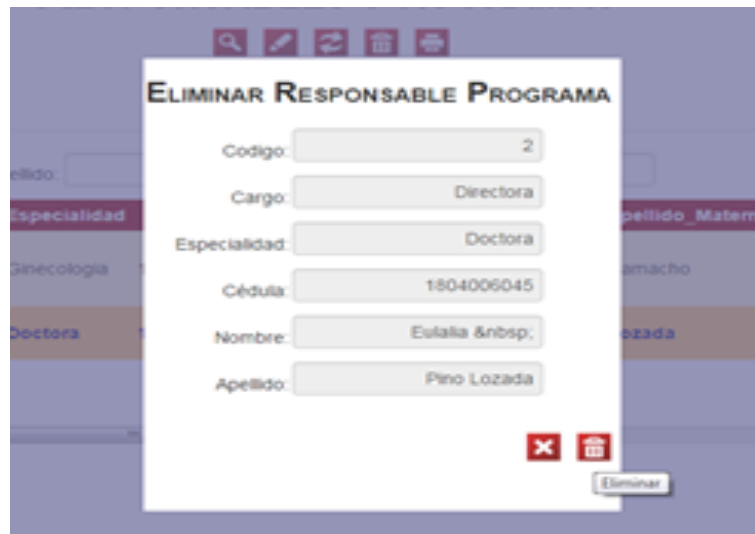 ELIMINAR RESPONSABLE PROGRAMA
Codigo: 2
ellido:
Cargo: Directora
Especialidad
pellido_Matern
Especialidad: Doctora
Ginecología
amacho
Cédula: 1804006045
Doctora
ozada
Nombre: Eulalia &nbsp;
Apellido: Pino Lozada
Eliminar